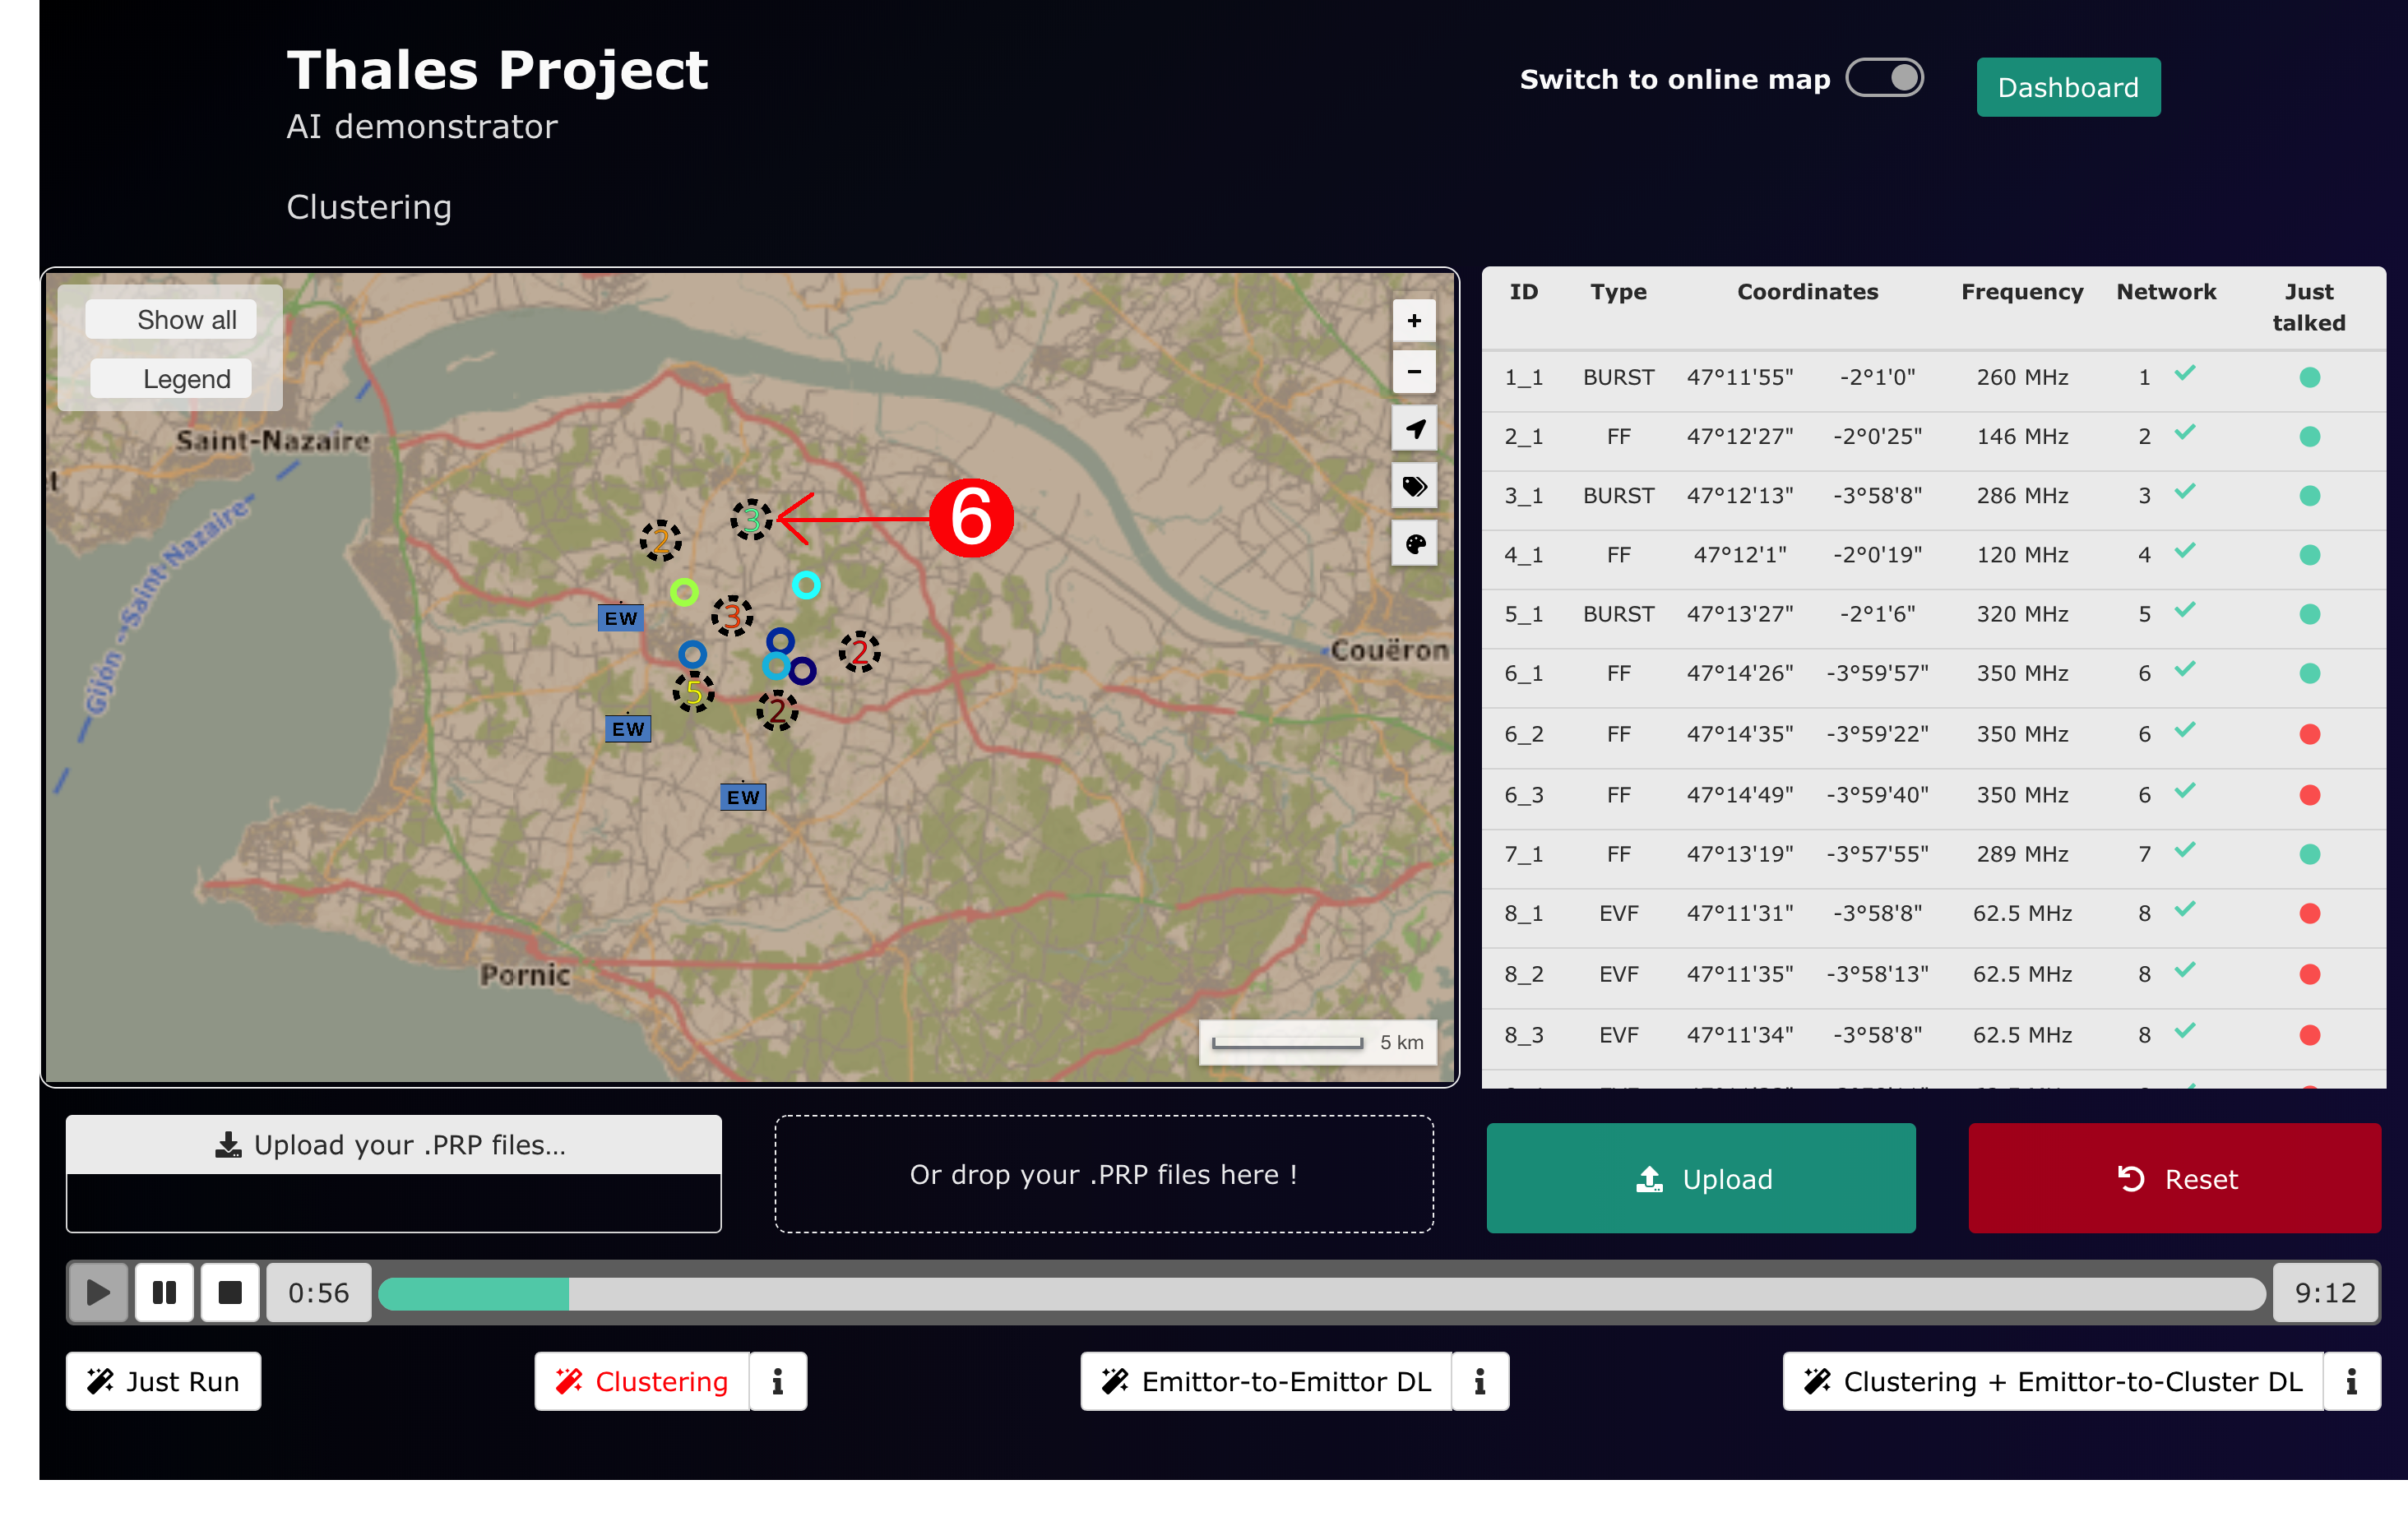 Thales Project
AI demonstrator
Clustering
Switch to online map
Dashboard
Show all
Legend
Saint-Nazaire
Gijón - Saint-Nazaire
Couëron
Pornic
2
3
6
3
2
5
2
EW
EW
EW
+
−
5 km
ID Type Coordinates Frequency Network Just talked
1_1 BURST 47°11'55" -2°1'0" 260 MHz 1
2_1 FF 47°12'27" -2°0'25" 146 MHz 2
3_1 BURST 47°12'13" -3°58'8" 286 MHz 3
4_1 FF 47°12'1" -2°0'19" 120 MHz 4
5_1 BURST 47°13'27" -2°1'6" 320 MHz 5
6_1 FF 47°14'26" -3°59'57" 350 MHz 6
6_2 FF 47°14'35" -3°59'22" 350 MHz 6
6_3 FF 47°14'49" -3°59'40" 350 MHz 6
7_1 FF 47°13'19" -3°57'55" 289 MHz 7
8_1 EVF 47°11'31" -3°58'8" 62.5 MHz 8
8_2 EVF 47°11'35" -3°58'13" 62.5 MHz 8
8_3 EVF 47°11'34" -3°58'8" 62.5 MHz 8
Upload your .PRP files...
Or drop your .PRP files here !
Upload
Reset
0:56
9:12
Just Run
Clustering
i
Emittor-to-Emittor DL
i
Clustering + Emittor-to-Cluster DL
i